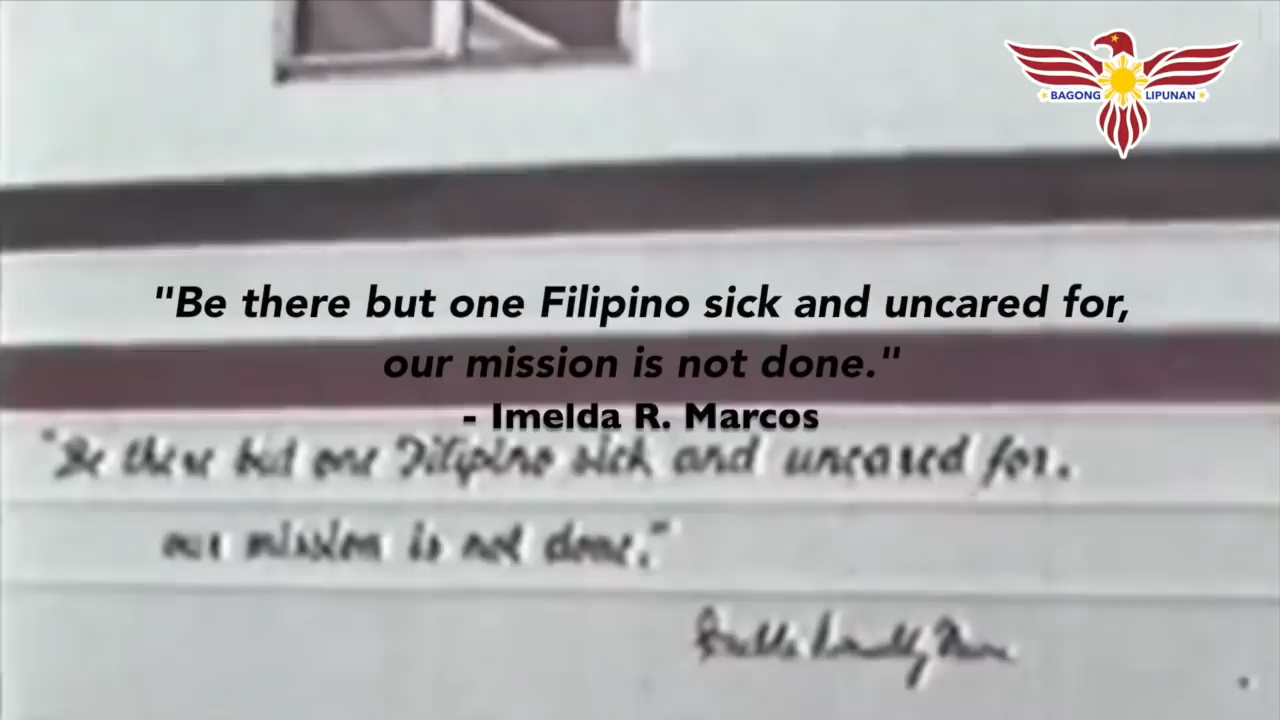 BAGONG LIPUNAN
"Be there but one Filipino sick and uncared for,
our mission is not done."
- Imelda R. Marcos
"Be there but one Filipino sick and uncared for.
our mission is not done."